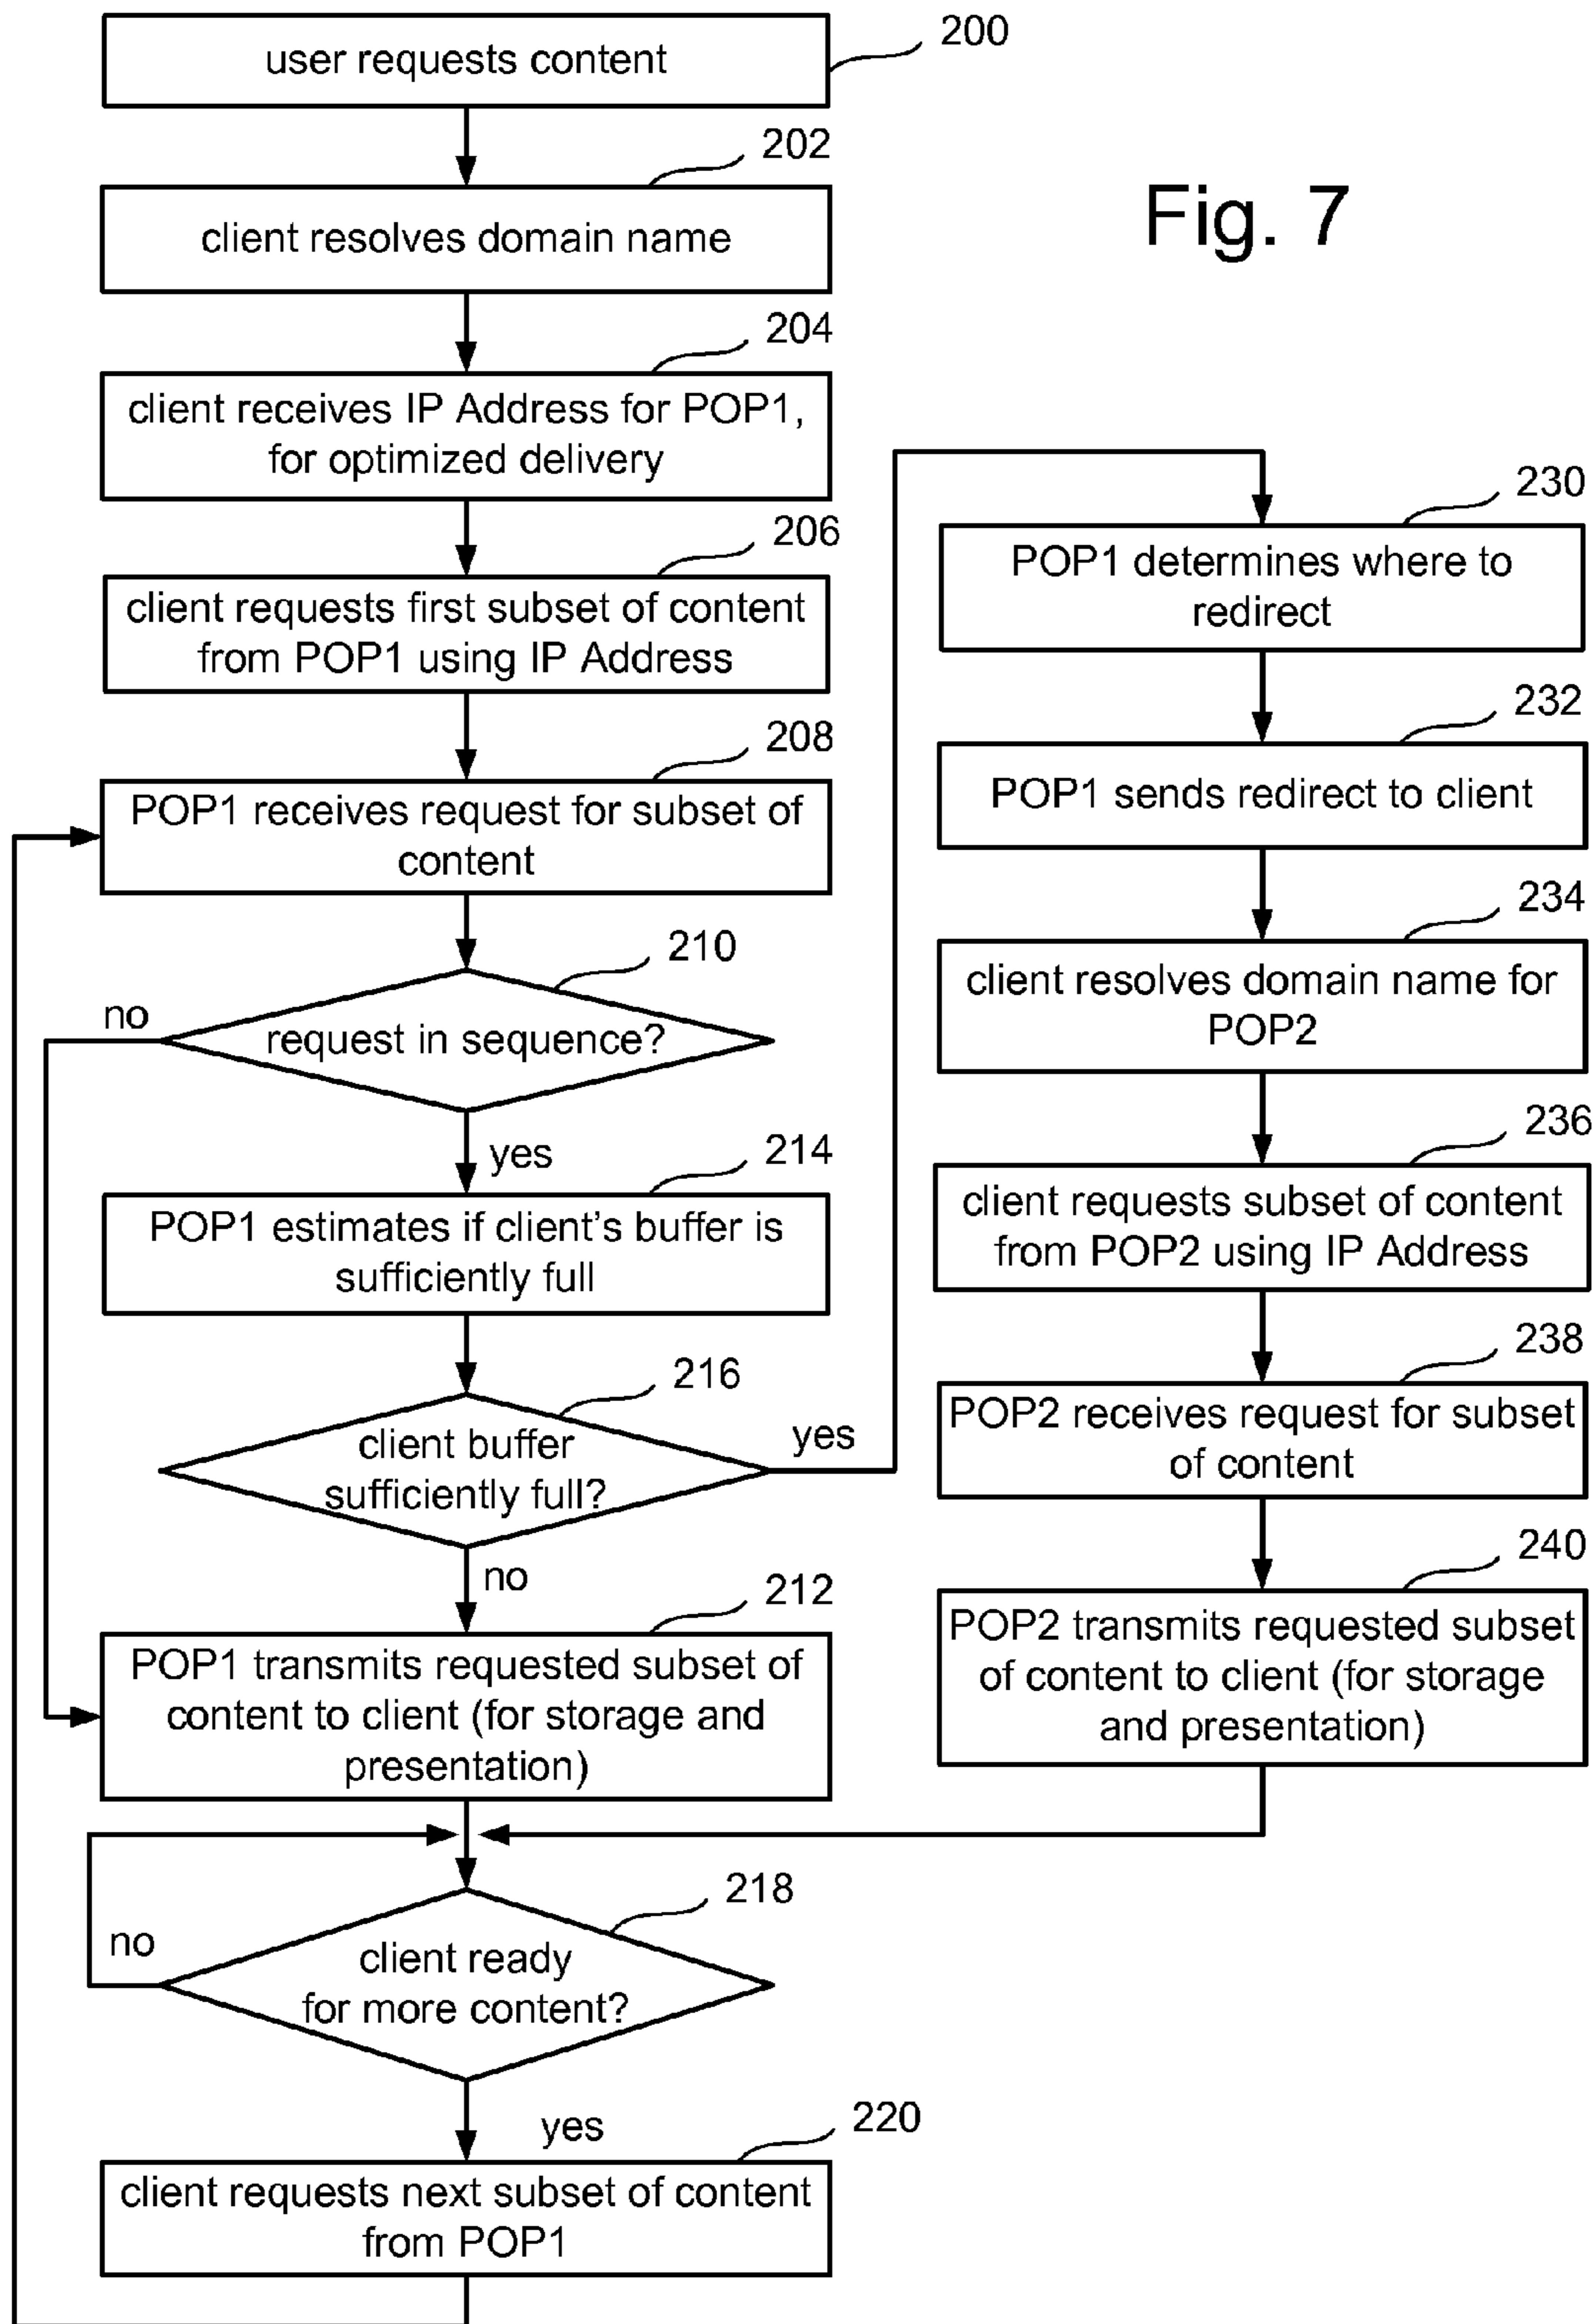 user requests content
200
202
client resolves domain name
Fig. 7
204
client receives IP Address for POP1,
for optimized delivery
206
client requests first subset of content
from POP1 using IP Address
208
POP1 receives request for subset of
content
210
no
request in sequence?
yes
214
POP1 estimates if client's buffer is
sufficiently full
216
client buffer
sufficiently full?
yes
no
212
POP1 transmits requested subset of
content to client (for storage and
presentation)
218
no
client ready
for more content?
yes
220
client requests next subset of content
from POP1
230
POP1 determines where to
redirect
232
POP1 sends redirect to client
234
client resolves domain name for
POP2
236
client requests subset of content
from POP2 using IP Address
238
POP2 receives request for subset
of content
240
POP2 transmits requested subset
of content to client (for storage
and presentation)